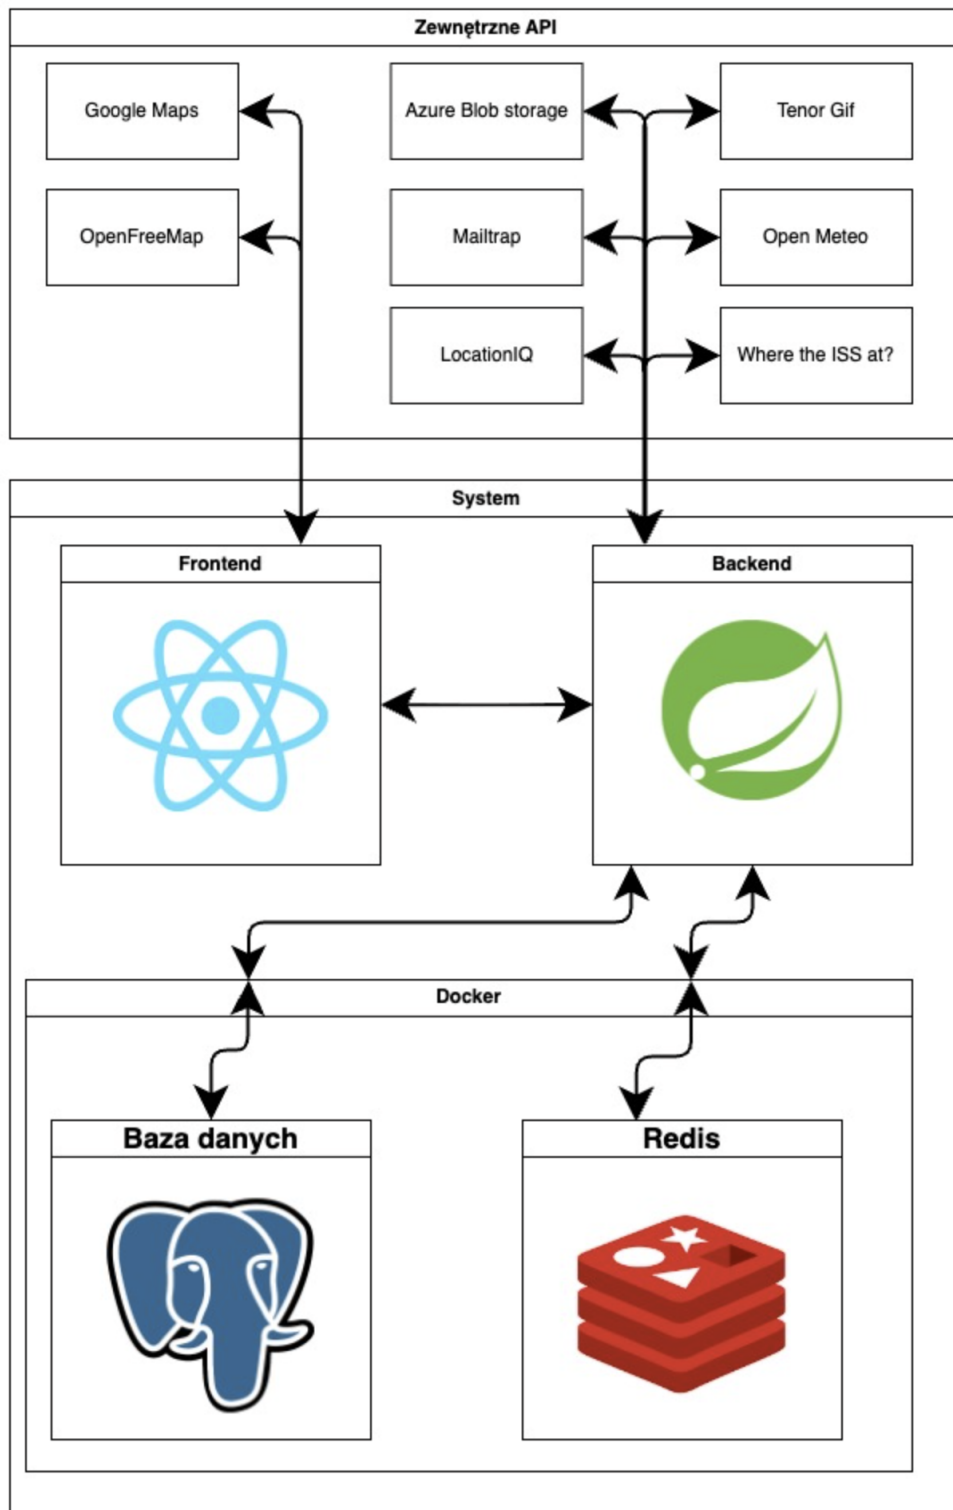 Zewnętrzne API
Google Maps
Azure Blob storage
Tenor Gif
OpenFreeMap
Mailtrap
Open Meteo
LocationIQ
Where the ISS at?
System
Frontend
Backend
Docker
Baza danych
Redis